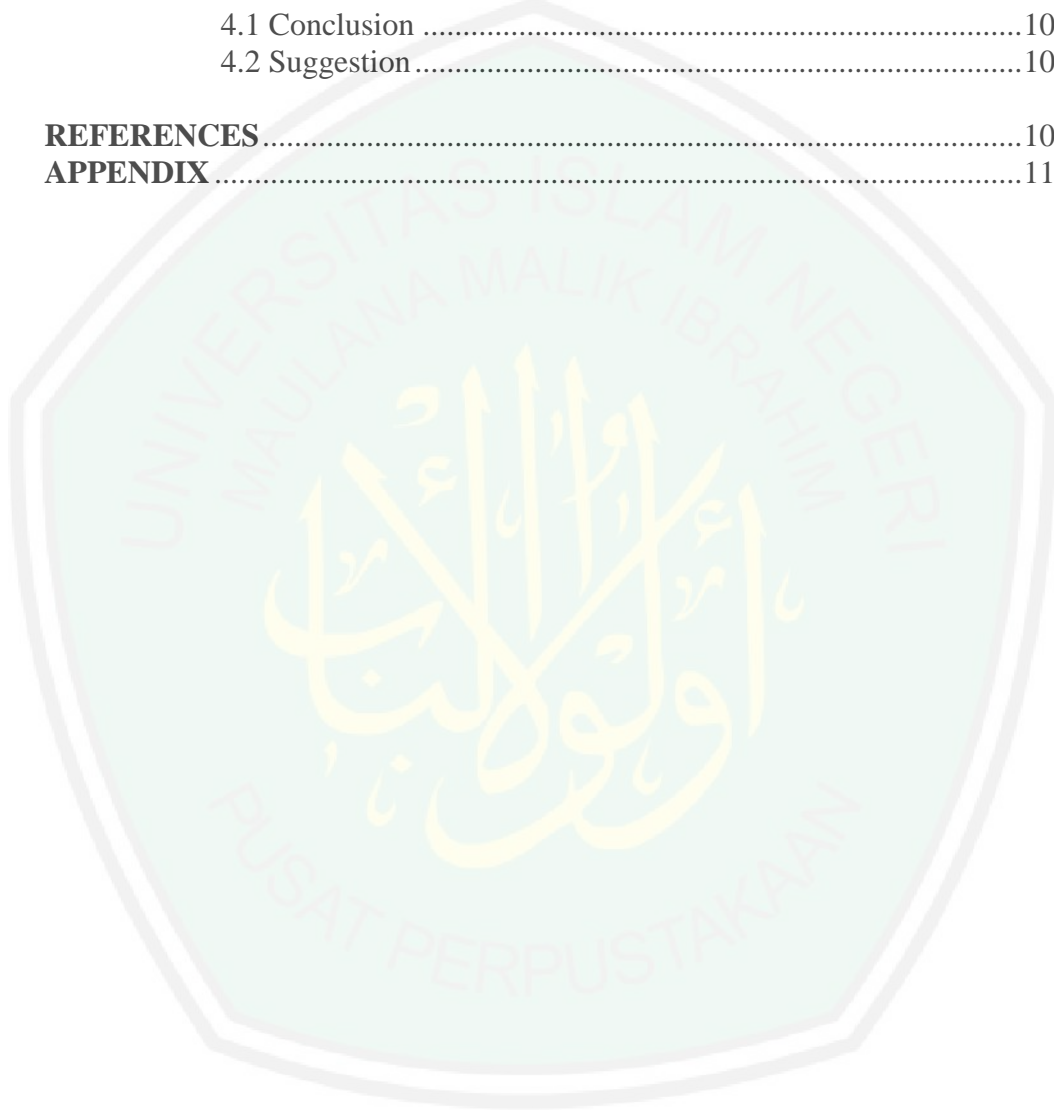 4.1 Conclusion ........................................................................10
4.2 Suggestion ........................................................................10
REFERENCES ........................................................................10
APPENDIX ........................................................................11
UNIVERSITAS ISLAM NEGERI
MAULANA MALIK IBRAHIM
أولوا الألباب
PUSAT PERPUSTAKAAN